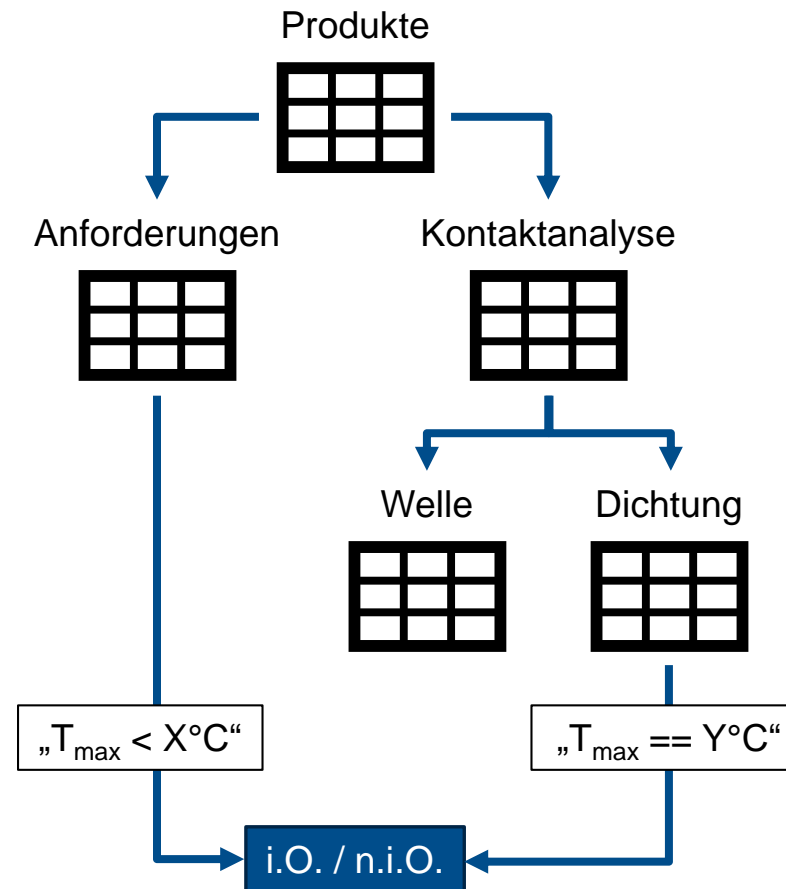 Produkte
Anforderungen
Kontaktanalyse
Welle
Dichtung
„Tmax < X°C“
„Tmax == Y°C“
i.O. / n.i.O.